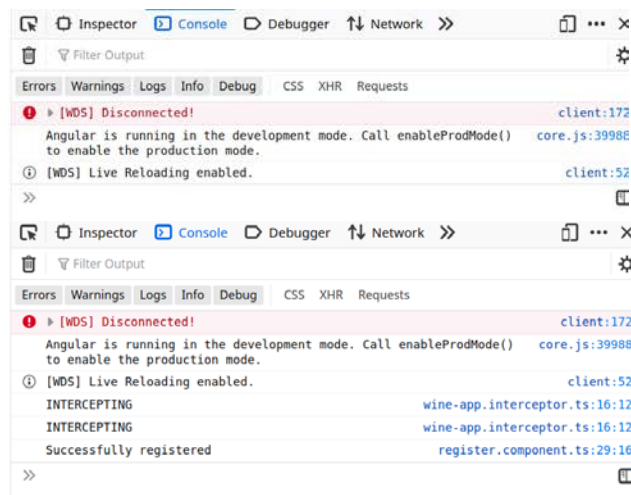 Inspector Console Debugger Network
Filter Output
Errors Warnings Logs Info Debug CSS XHR Requests
[WDS] Disconnected! client:172
Angular is running in the development mode. Call enableProdMode() core.js:39988
to enable the production mode.
[WDS] Live Reloading enabled. client:52
Inspector Console Debugger Network
Filter Output
Errors Warnings Logs Info Debug CSS XHR Requests
[WDS] Disconnected! client:172
Angular is running in the development mode. Call enableProdMode() core.js:39988
to enable the production mode.
[WDS] Live Reloading enabled. client:52
INTERCEPTING wine-app.interceptor.ts:16:12
INTERCEPTING wine-app.interceptor.ts:16:12
Successfully registered register.component.ts:29:16